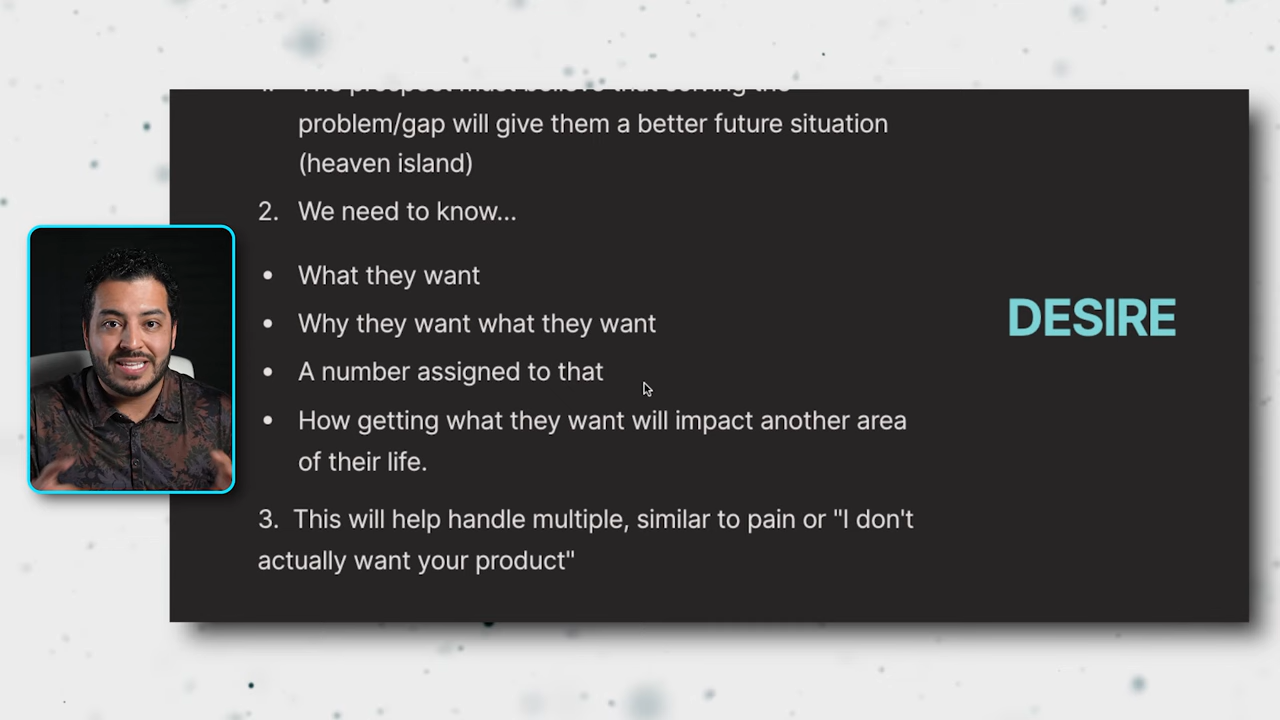 problem/gap will give them a better future situation
(heaven island)
2. We need to know...
• What they want
• Why they want what they want
• A number assigned to that
• How getting what they want will impact another area
of their life.
3. This will help handle multiple, similar to pain or "I don't
actually want your product"
DESIRE